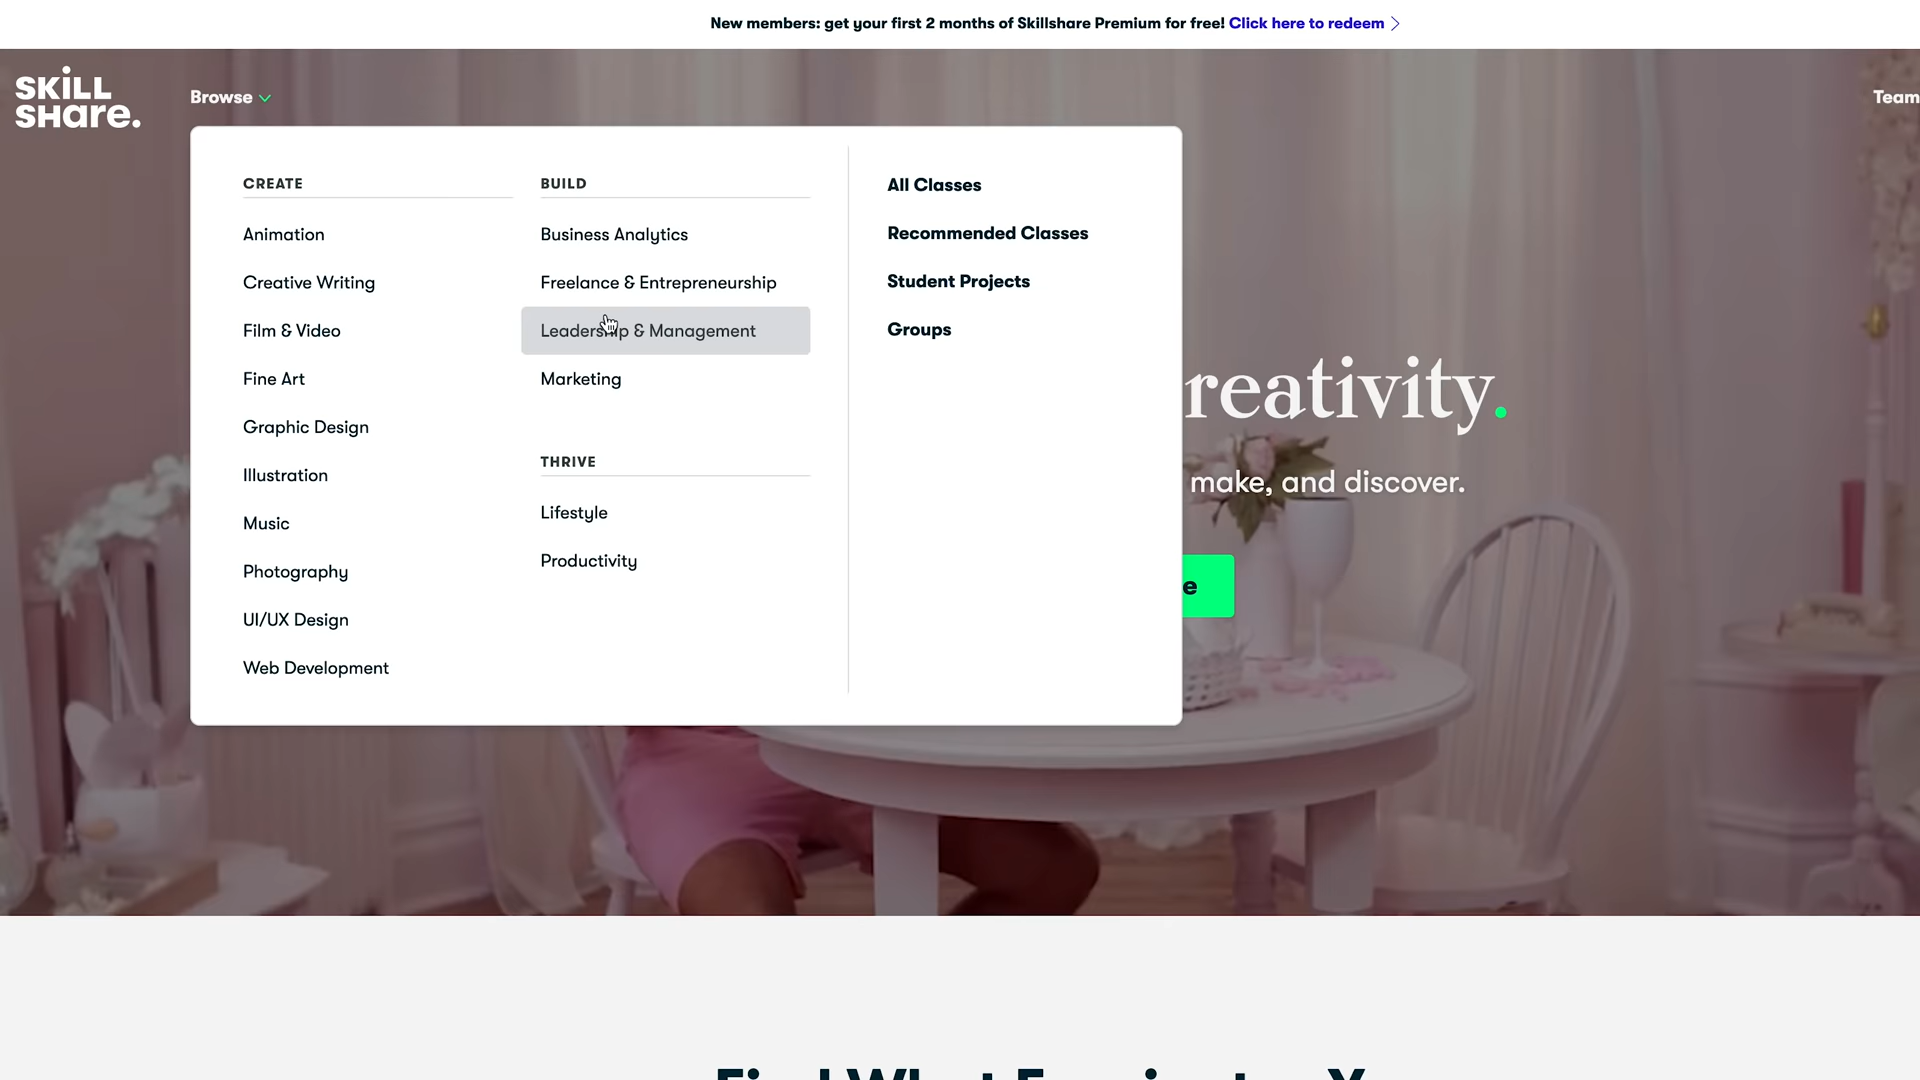 New members: get your first 2 months of Skillshare Premium for free! Click here to redeem
SKILL
SHare.
Browse
Team
CREATE
Animation
Creative Writing
Film & Video
Fine Art
Graphic Design
Illustration
Music
Photography
UI/UX Design
Web Development
BUILD
Business Analytics
Freelance & Entrepreneurship
Leadership & Management
Marketing
THRIVE
Lifestyle
Productivity
All Classes
Recommended Classes
Student Projects
Groups
reativity.
make, and discover.
e